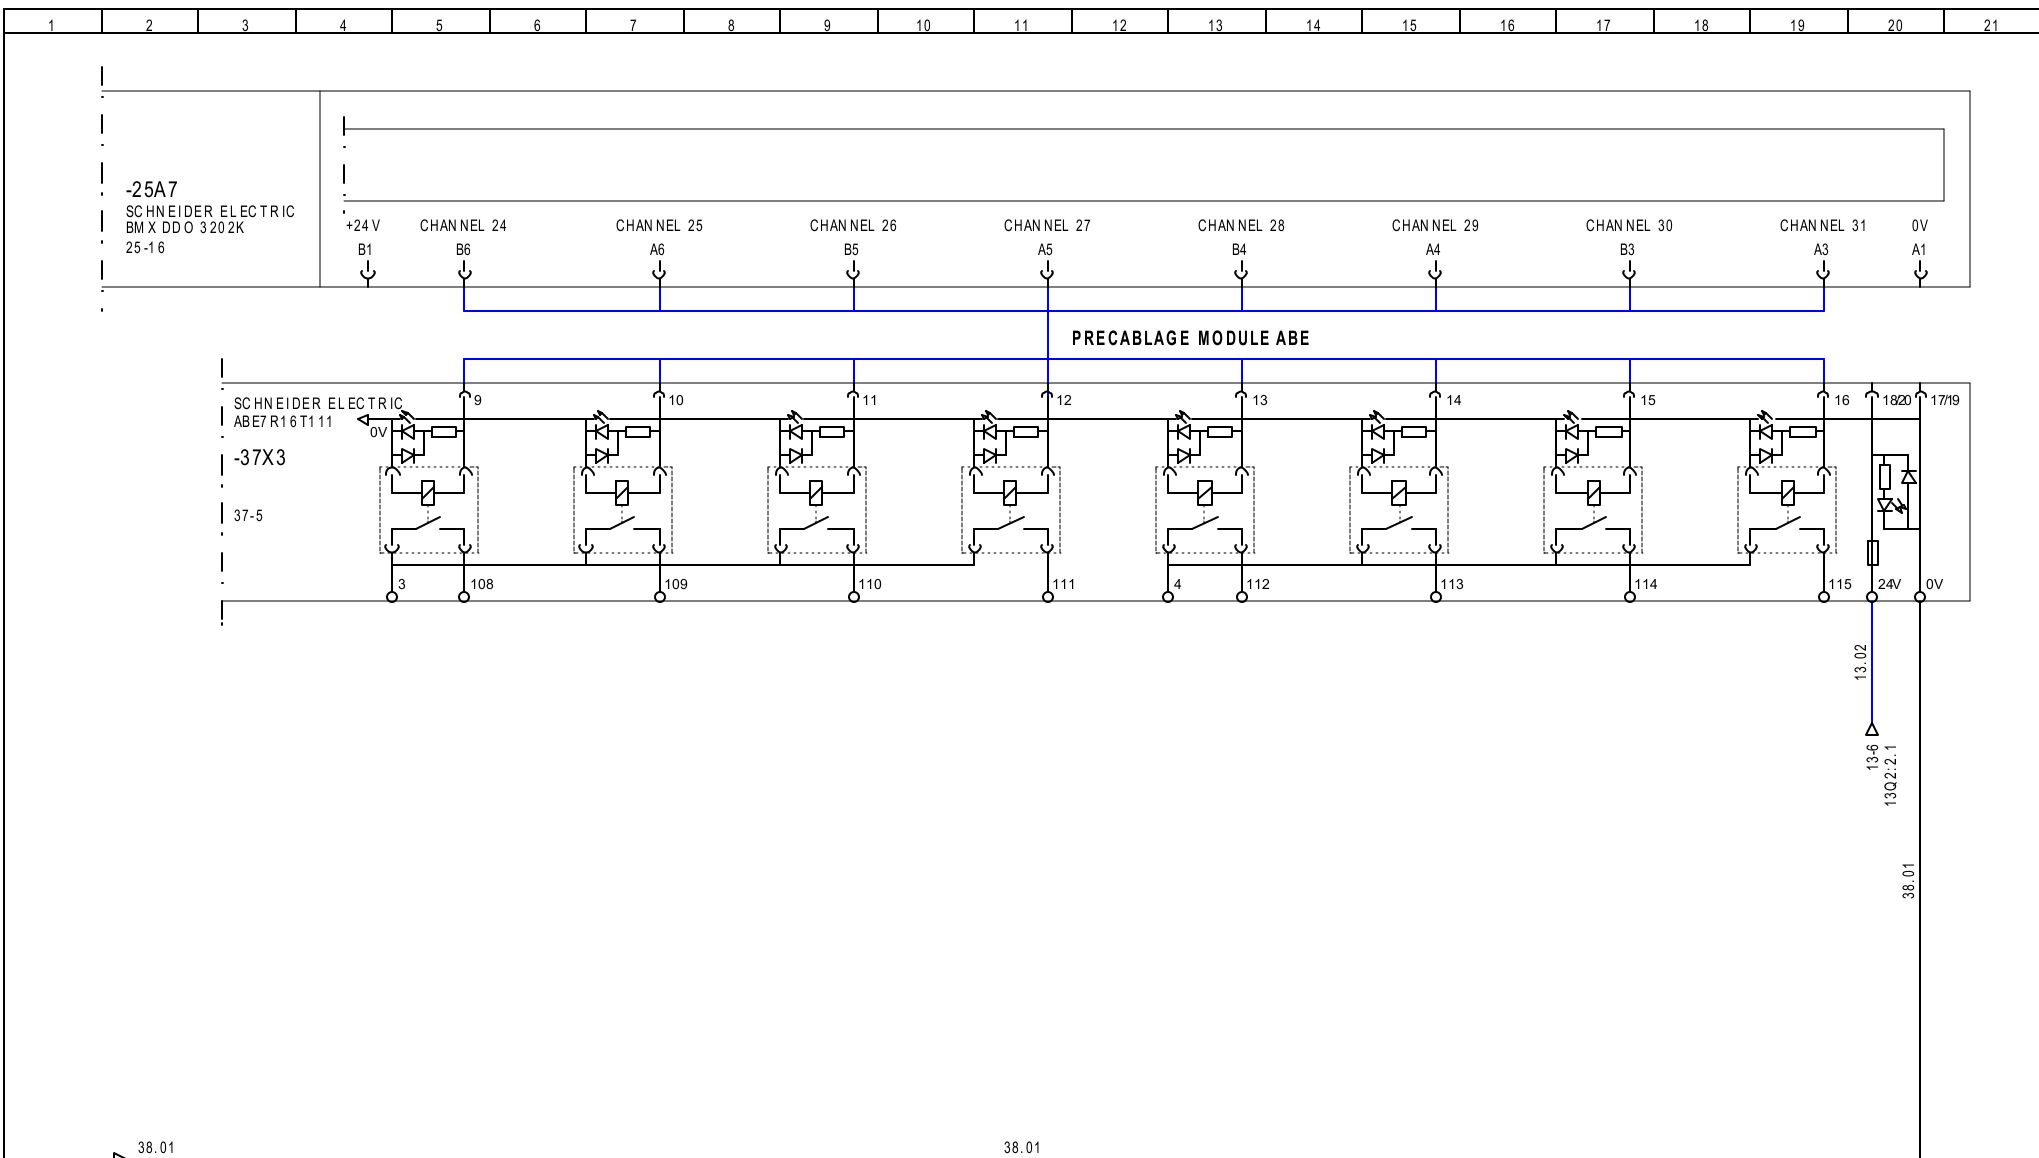 1 2 3 4 5 6 7 8 9 10 11 12 13 14 15 16 17 18 19 20 21
-25A7
SCHNEIDER ELECTRIC
BMX DDO 3202K
25-16
+24V CHANNEL 24 CHANNEL 25 CHANNEL 26 CHANNEL 27 CHANNEL 28 CHANNEL 29 CHANNEL 30 CHANNEL 31 0V
B1 B6 A6 B5 A5 B4 A4 B3 A3 A1
PRECABLAGE MODULE ABE
SCHNEIDER ELECTRIC
ABE7R16T111
-37X3
37-5
0V
9 10 11 12 13 14 15 16 18/20 17/19
3 108 109 110 111 4 112 113 114 115 24V 0V
13.02
13-6
13Q2:2.1
38.01
38.01 38.01